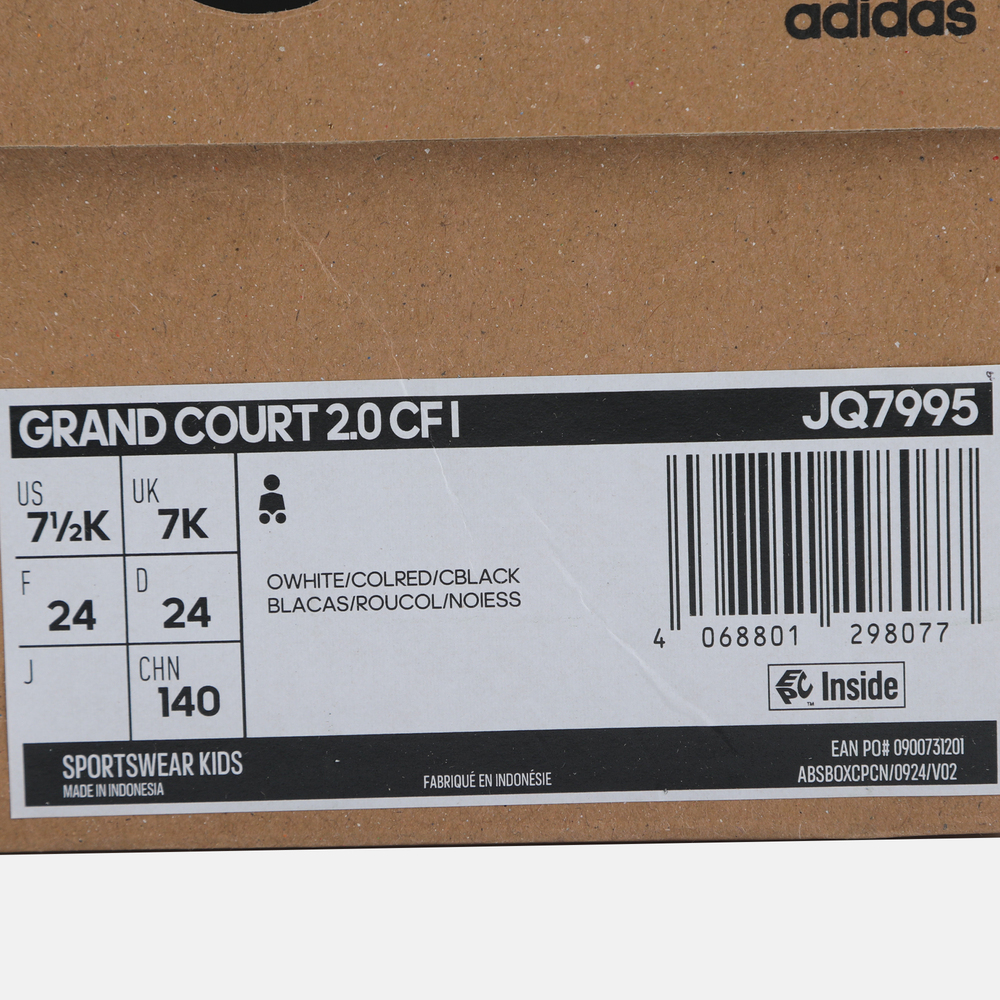 adidas
GRAND COURT 2.0 CF I
JQ7995
US
7½K
UK
7K
F
24
D
24
J
CHN
140
OWHITE/COLRED/CBLACK
BLACAS/ROUCOL/NOIESS
4 068801 298077
EPC Inside
TM
SPORTSWEAR KIDS
MADE IN INDONESIA
FABRIQUÉ EN INDONÉSIE
EAN PO# 0900731201
ABSBOXCPCN/0924/V02